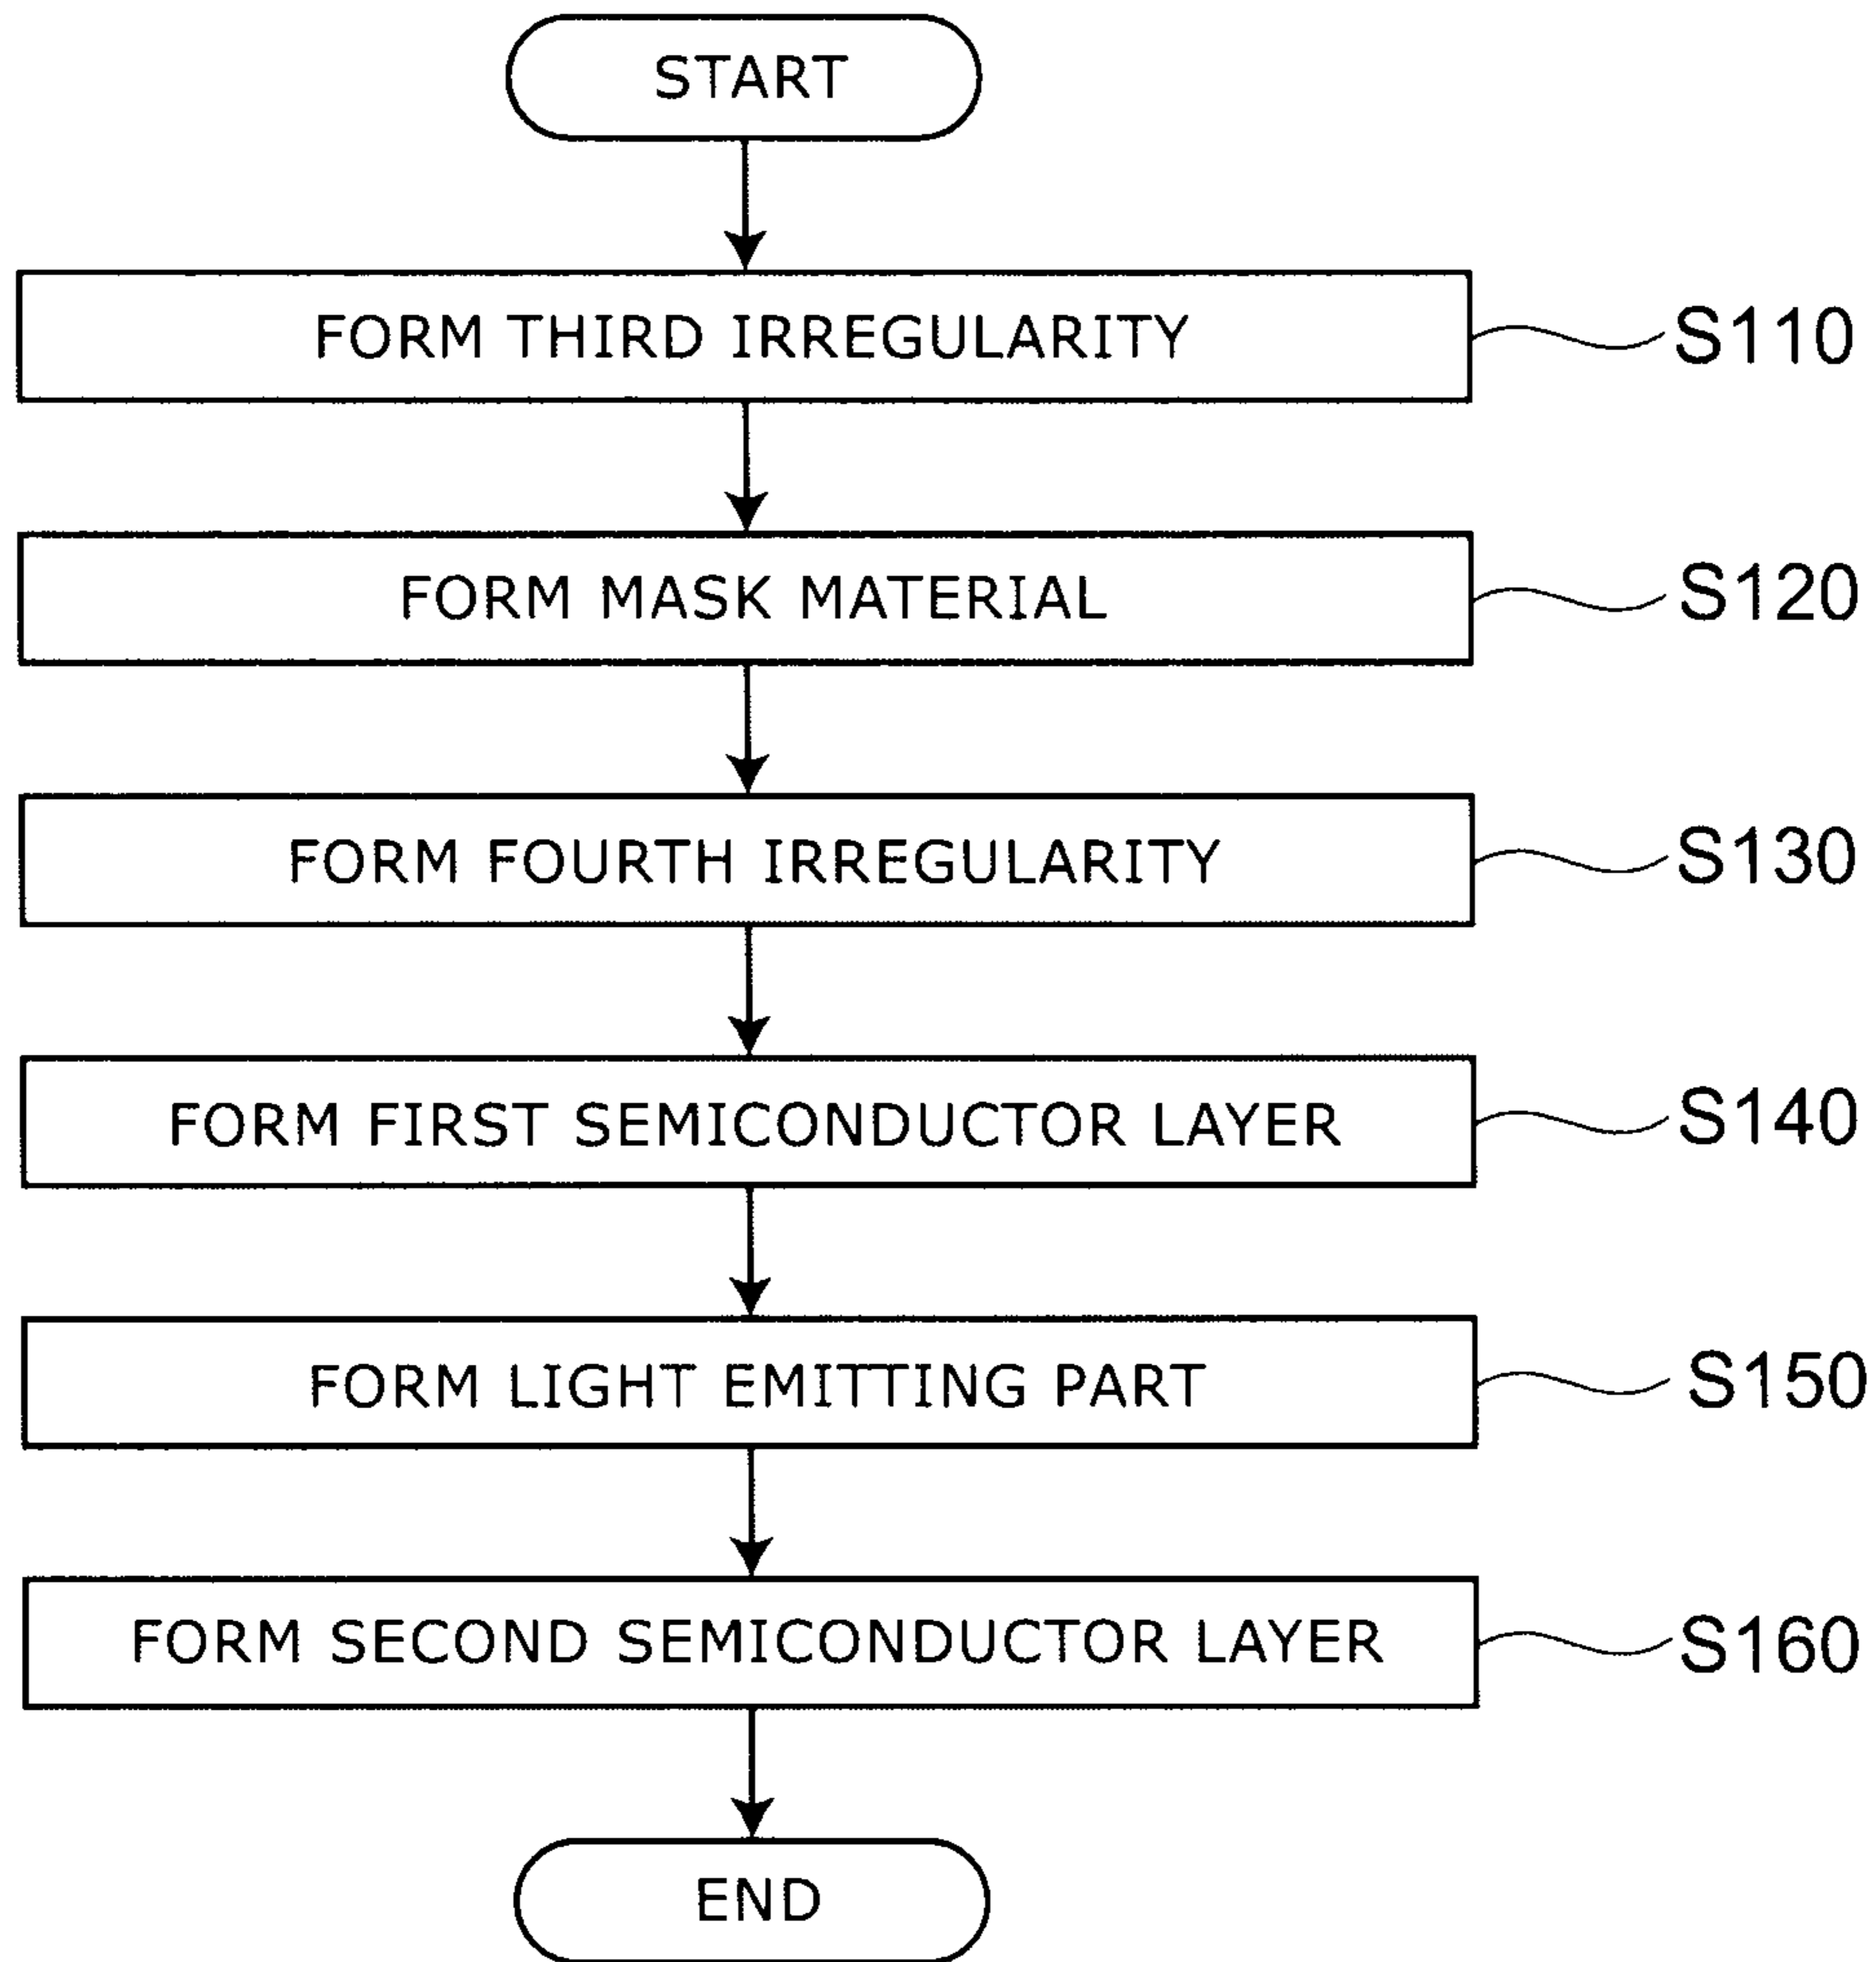 START
FORM THIRD IRREGULARITY S110
FORM MASK MATERIAL S120
FORM FOURTH IRREGULARITY S130
FORM FIRST SEMICONDUCTOR LAYER S140
FORM LIGHT EMITTING PART S150
FORM SECOND SEMICONDUCTOR LAYER S160
END